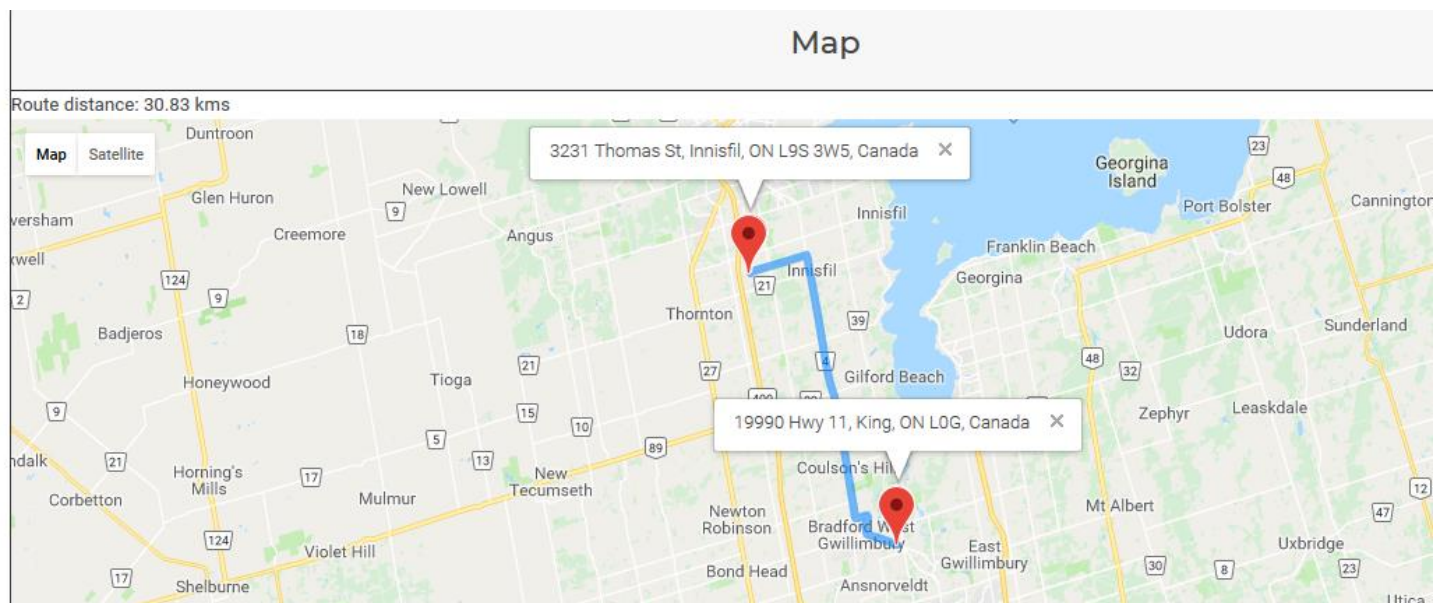 Map
Route distance: 30.83 kms
Map Satellite
3231 Thomas St, Innisfil, ON L9S 3W5, Canada ×
Duntroon
23
Georgina
Island
48
Glen Huron
New Lowell
9
Innisfil
Port Bolster
Cannington
versham
Creemore
Angus
Franklin Beach
xwell
124
9
2
Innisfil
Georgina
21
Thornton
39
Badjeros
18
Udora
Sunderland
21
27
4
48
32
Honeywood
Tioga
Gilford Beach
9
15
400
Zephyr
Leaskdale
19990 Hwy 11, King, ON L0G, Canada ×
10
5
89
ndalk
21
13
Coulson's Hill
Horning's
Mills
17
New
Tecumseth
12
Corbetton
Mulmur
Mt Albert
47
Newton
Robinson
Bradford West
Gwillimbury
124
Violet Hill
East
Gwillimbury
Uxbridge
17
Bond Head
30
8
23
Shelburne
Ansnorveldt
Utica